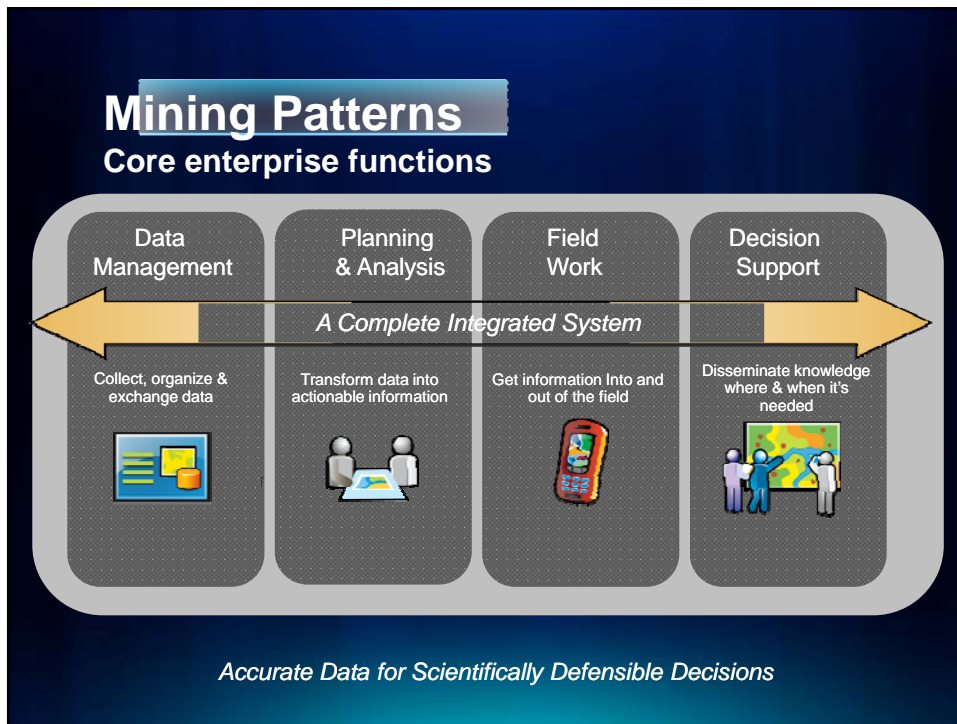 Mining Patterns
Core enterprise functions
Data
Management
Planning
& Analysis
Field
Work
Decision
Support
A Complete Integrated System
Collect, organize &
exchange data
Transform data into
actionable information
Get information Into and
out of the field
Disseminate knowledge
where & when it's
needed
Accurate Data for Scientifically Defensible Decisions